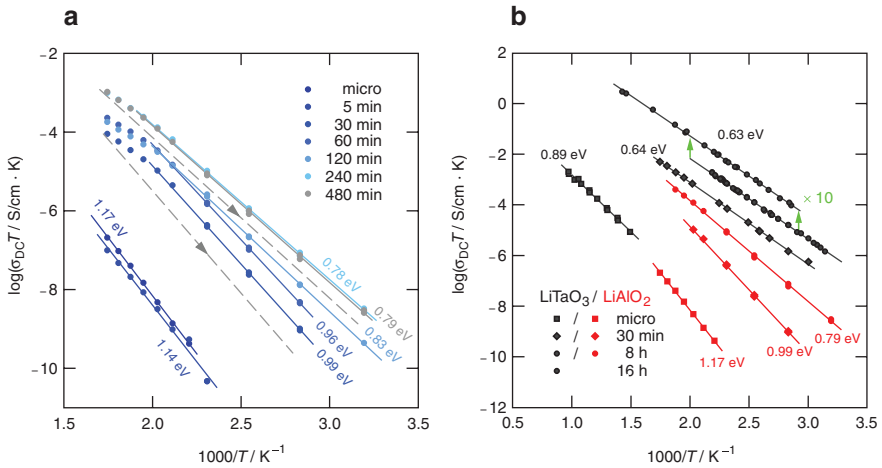 a
−2
−4
−6
−8
−10
log(σDCT / S/cm · K)
1.5
2.0
2.5
3.0
3.5
1000/T / K−1
micro
5 min
30 min
60 min
120 min
240 min
480 min
1.17 eV
1.14 eV
0.78 eV
0.79 eV
0.83 eV
0.96 eV
0.99 eV
b
2
0
−2
−4
−6
−8
−10
−12
log(σDCT / S/cm · K)
0.5
1.0
1.5
2.0
2.5
3.0
3.5
1000/T / K−1
0.63 eV
0.64 eV
0.89 eV
× 10
LiTaO3 / LiAlO2
/ micro
/ 30 min
/ 8 h
16 h
1.17 eV
0.99 eV
0.79 eV